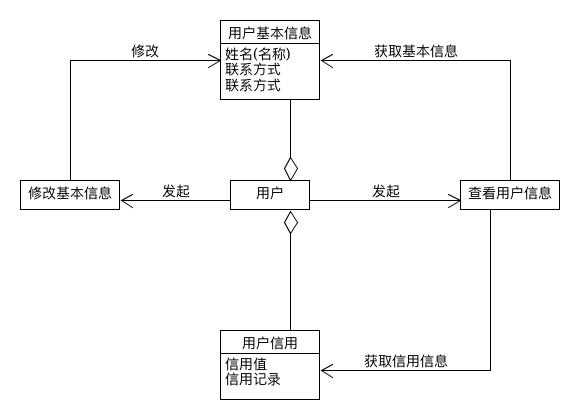 用户基本信息
修改
获取基本信息
姓名(名称)
联系方式
联系方式
修改基本信息
发起
用户
发起
查看用户信息
用户信用
信用值
信用记录
获取信用信息